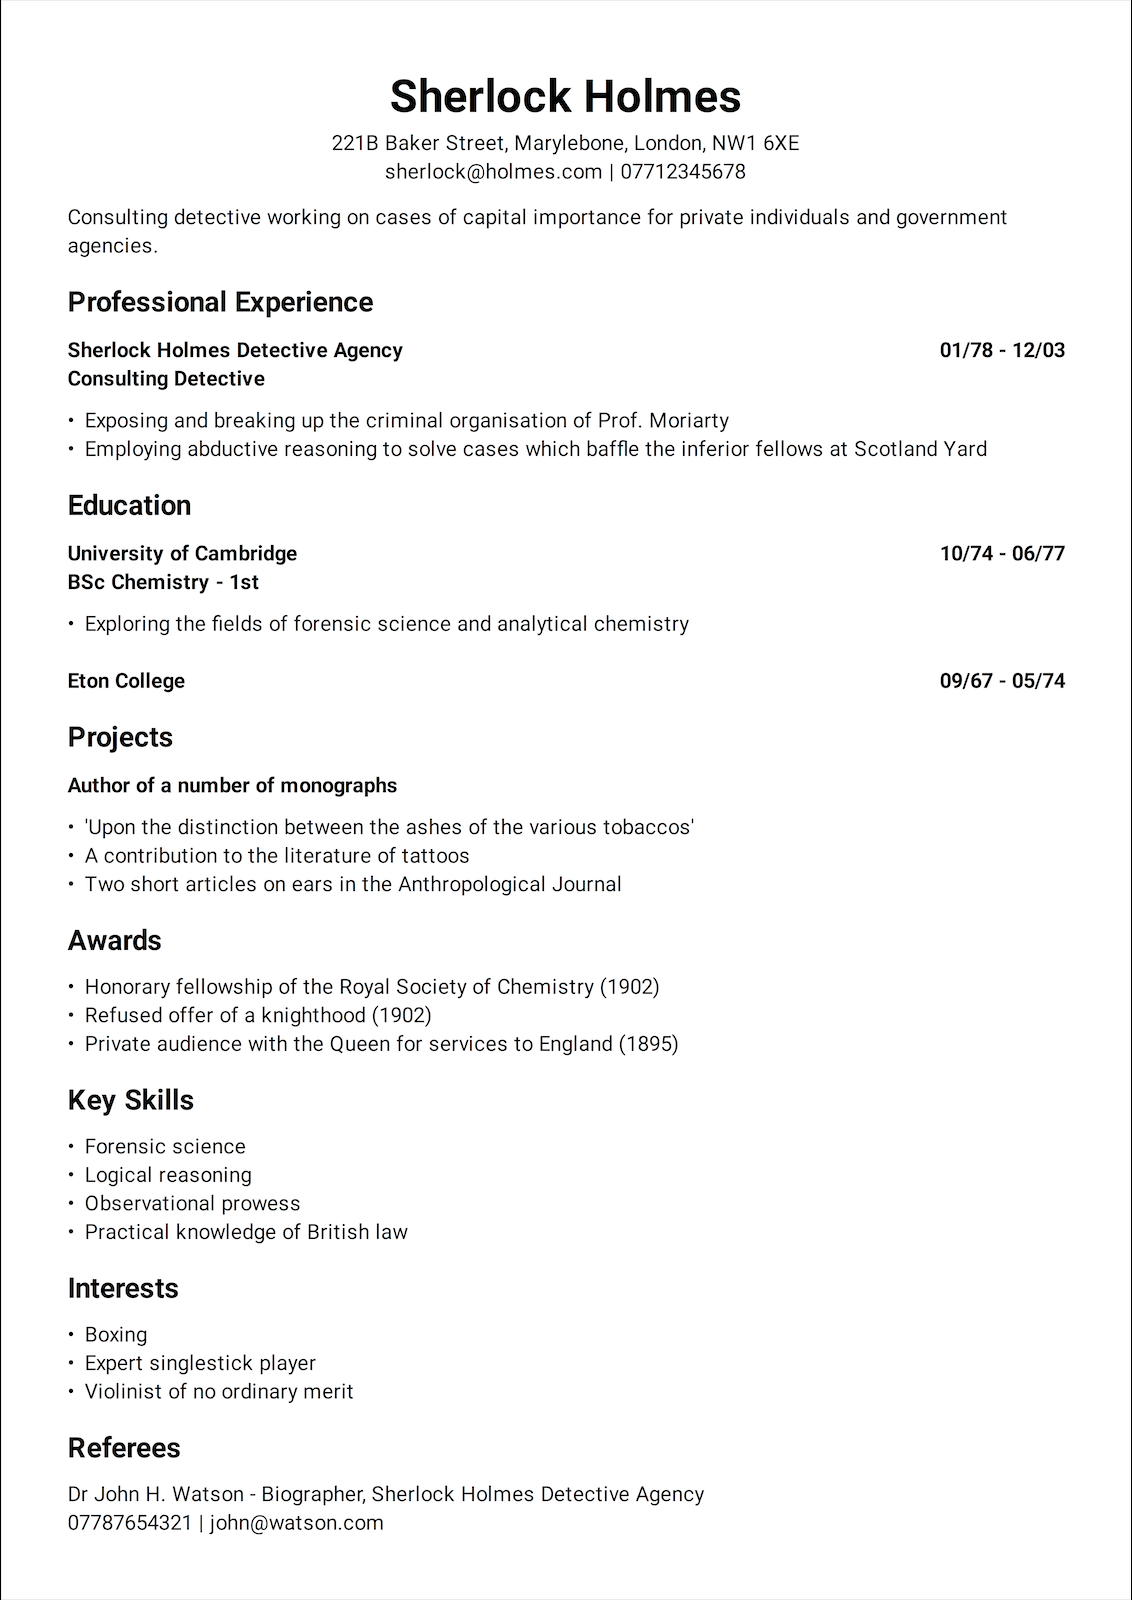 Sherlock Holmes
221B Baker Street, Marylebone, London, NW1 6XE
sherlock@holmes.com | 07712345678
Consulting detective working on cases of capital importance for private individuals and government
agencies.
Professional Experience
Sherlock Holmes Detective Agency 01/78 - 12/03
Consulting Detective
• Exposing and breaking up the criminal organisation of Prof. Moriarty
• Employing abductive reasoning to solve cases which baffle the inferior fellows at Scotland Yard
Education
University of Cambridge 10/74 - 06/77
BSc Chemistry - 1st
• Exploring the fields of forensic science and analytical chemistry
Eton College 09/67 - 05/74
Projects
Author of a number of monographs
• 'Upon the distinction between the ashes of the various tobaccos'
• A contribution to the literature of tattoos
• Two short articles on ears in the Anthropological Journal
Awards
• Honorary fellowship of the Royal Society of Chemistry (1902)
• Refused offer of a knighthood (1902)
• Private audience with the Queen for services to England (1895)
Key Skills
• Forensic science
• Logical reasoning
• Observational prowess
• Practical knowledge of British law
Interests
• Boxing
• Expert singlestick player
• Violinist of no ordinary merit
Referees
Dr John H. Watson - Biographer, Sherlock Holmes Detective Agency
07787654321 | john@watson.com